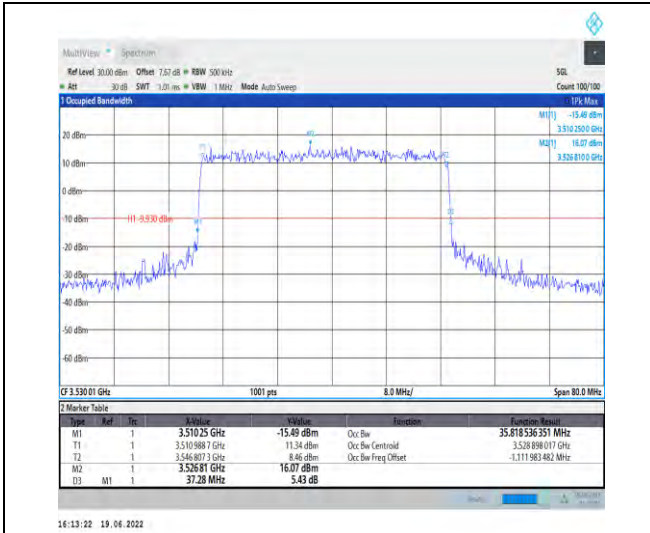 MultiView Spectrum
Ref Level 30.00 dBm Offset 7.67 dB RBW 500 kHz SGL
Att 30 dB SWT 1.01 ms VBW 1 MHz Mode Auto Sweep Count 100/100
1 Occupied Bandwidth 1Pk Max
M1[1] -15.49 dBm
3.510 2500 GHz
M2[1] 16.07 dBm
3.526 8100 GHz
20 dBm
10 dBm
0 dBm
-10 dBm
-20 dBm
-30 dBm
-40 dBm
-50 dBm
-60 dBm
CF 3.530 01 GHz 1001 pts 8.0 MHz/ Span 80.0 MHz
2 Marker Table
Type Ref Trc X-Value Y-Value Function Function Result
M1 1 3.510 25 GHz -15.49 dBm Occ Bw 35.818 536 351 MHz
T1 1 3.510 988 7 GHz 11.34 dBm Occ Bw Centroid 3.528 898 017 GHz
T2 1 3.546 807 3 GHz 8.46 dBm Occ Bw Freq Offset -1.111 983 482 MHz
M2 1 3.526 81 GHz 16.07 dBm
D3 M1 1 37.28 MHz 5.43 dB
16:13:22 19.06.2022